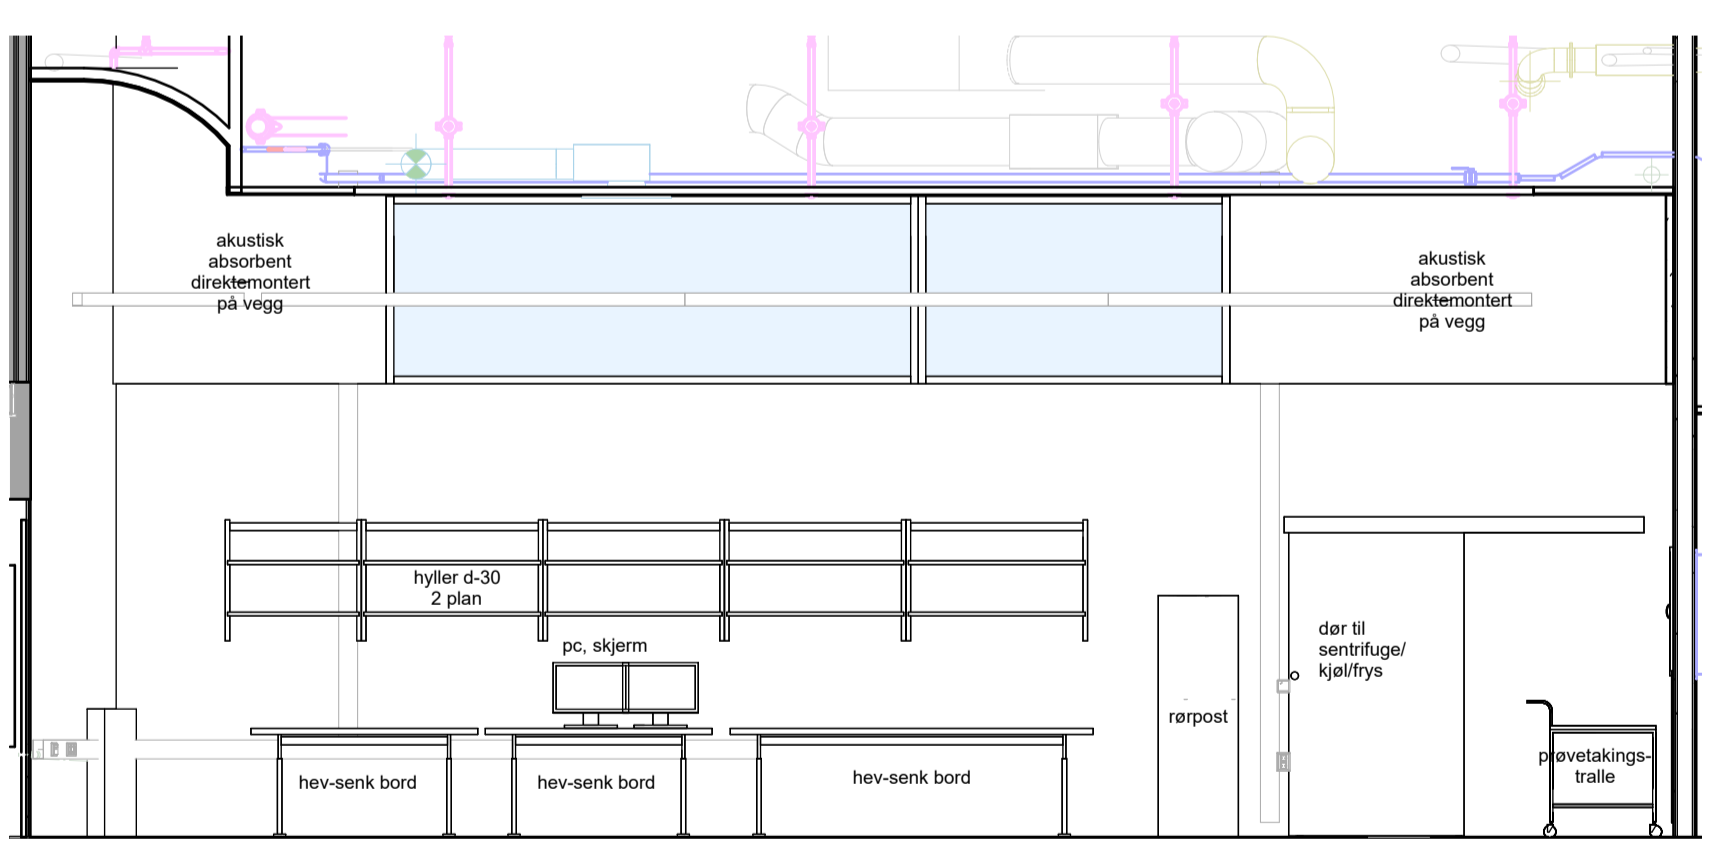 akustisk
absorbent
direktemontert
på vegg
akustisk
absorbent
direktemontert
på vegg
hyller d-30
2 plan
pc, skjerm
dør til
sentrifuge/
kjøl/frys
rørpost
hev-senk bord
hev-senk bord
hev-senk bord
prøvetakings-
tralle